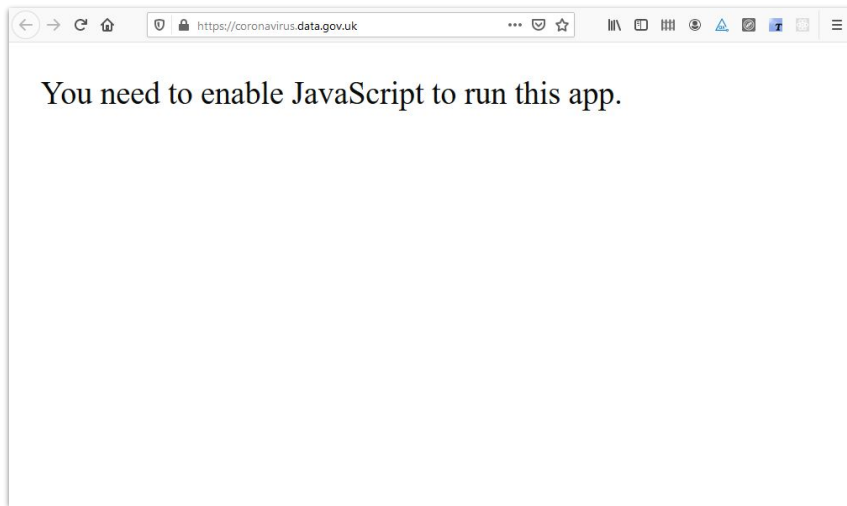 https://coronavirus.data.gov.uk
You need to enable JavaScript to run this app.